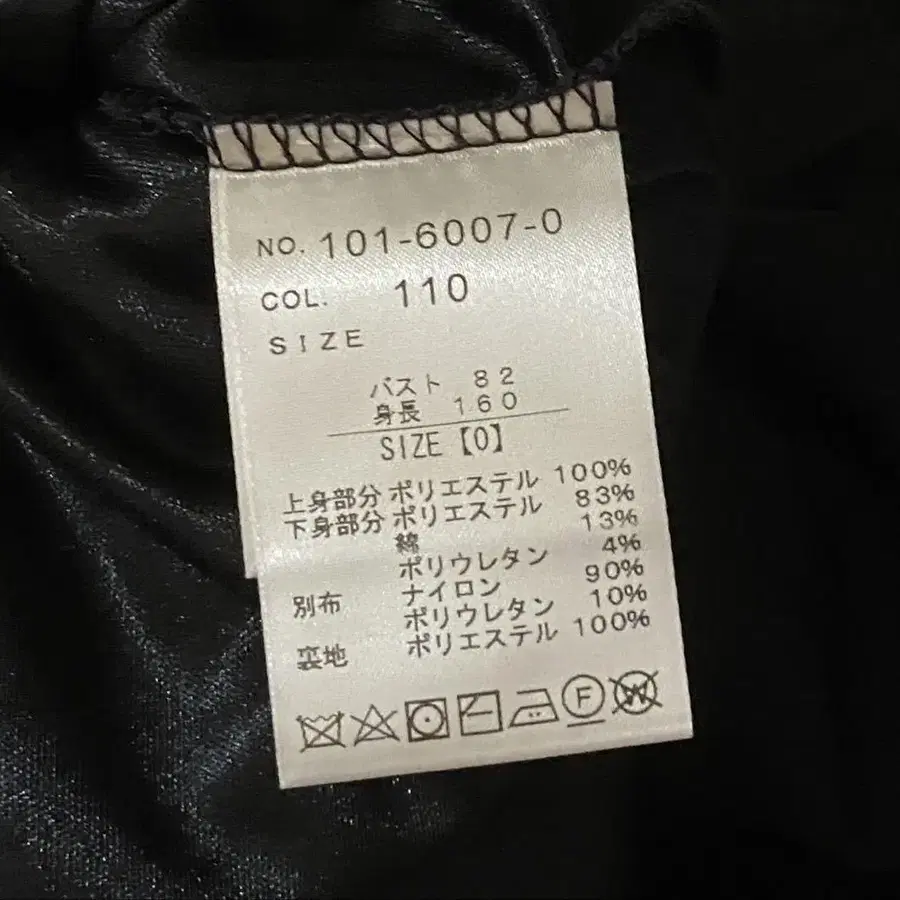 NO. 101-6007-0
COL. 110
SIZE
バスト 82
身長 160
SIZE【0】
上身部分 ポリエステル 100%
下身部分 ポリエステル 83%
綿 13%
ポリウレタン 4%
別布 ナイロン 90%
ポリウレタン 10%
裏地 ポリエステル 100%
F W